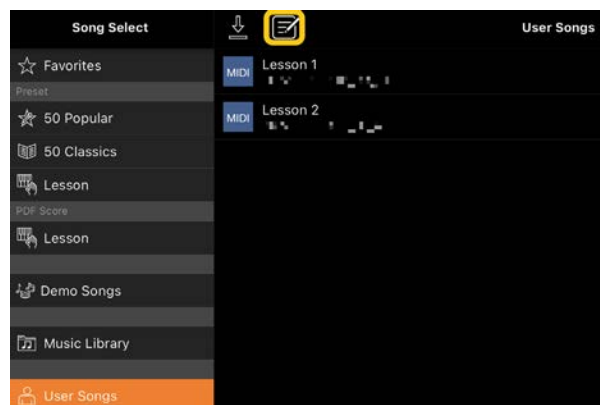 Song Select
User Songs
Favorites
Preset
50 Popular
50 Classics
Lesson
PDF Score
Lesson
Demo Songs
Music Library
User Songs
MIDI
Lesson 1
MIDI
Lesson 2